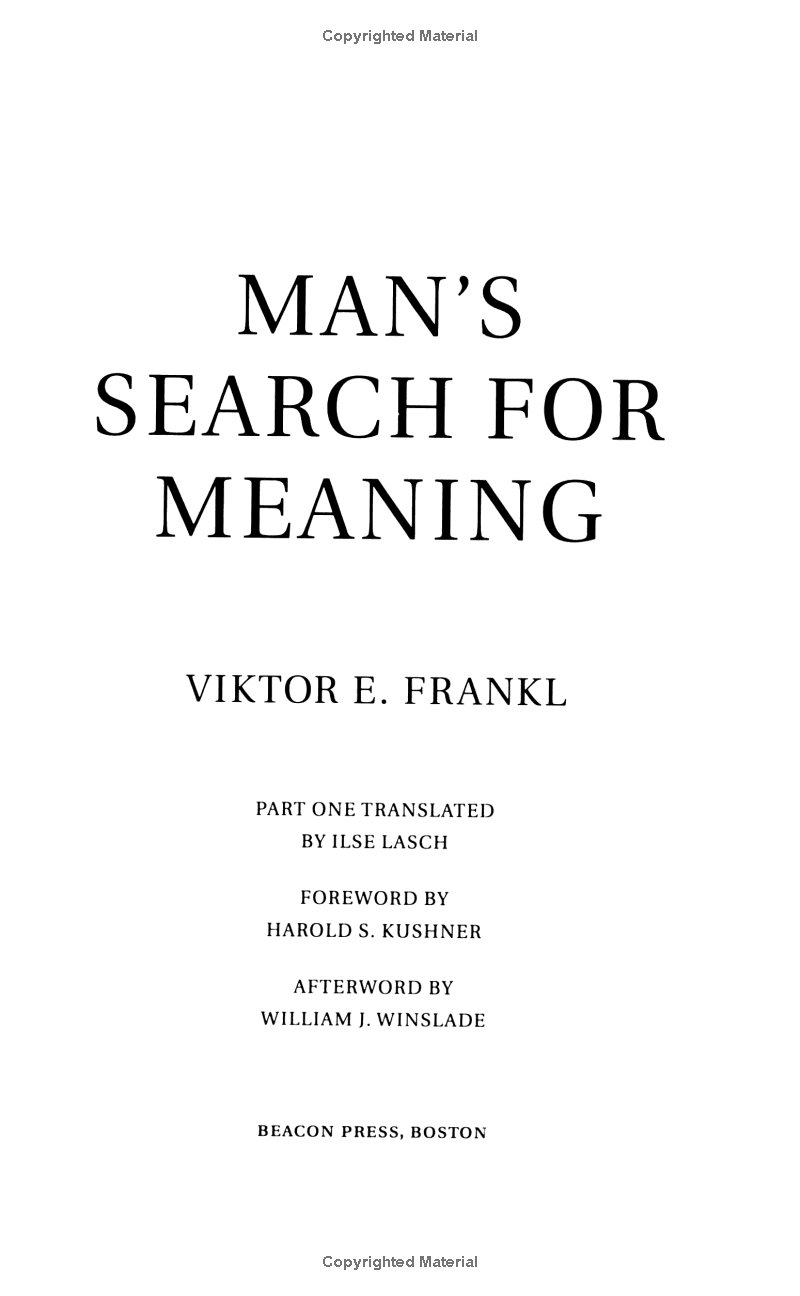 Copyrighted Material
MAN'S
SEARCH FOR
MEANING
VIKTOR E. FRANKL
PART ONE TRANSLATED
BY ILSE LASCH
FOREWORD BY
HAROLD S. KUSHNER
AFTERWORD BY
WILLIAM J. WINSLADE
BEACON PRESS, BOSTON
Copyrighted Material